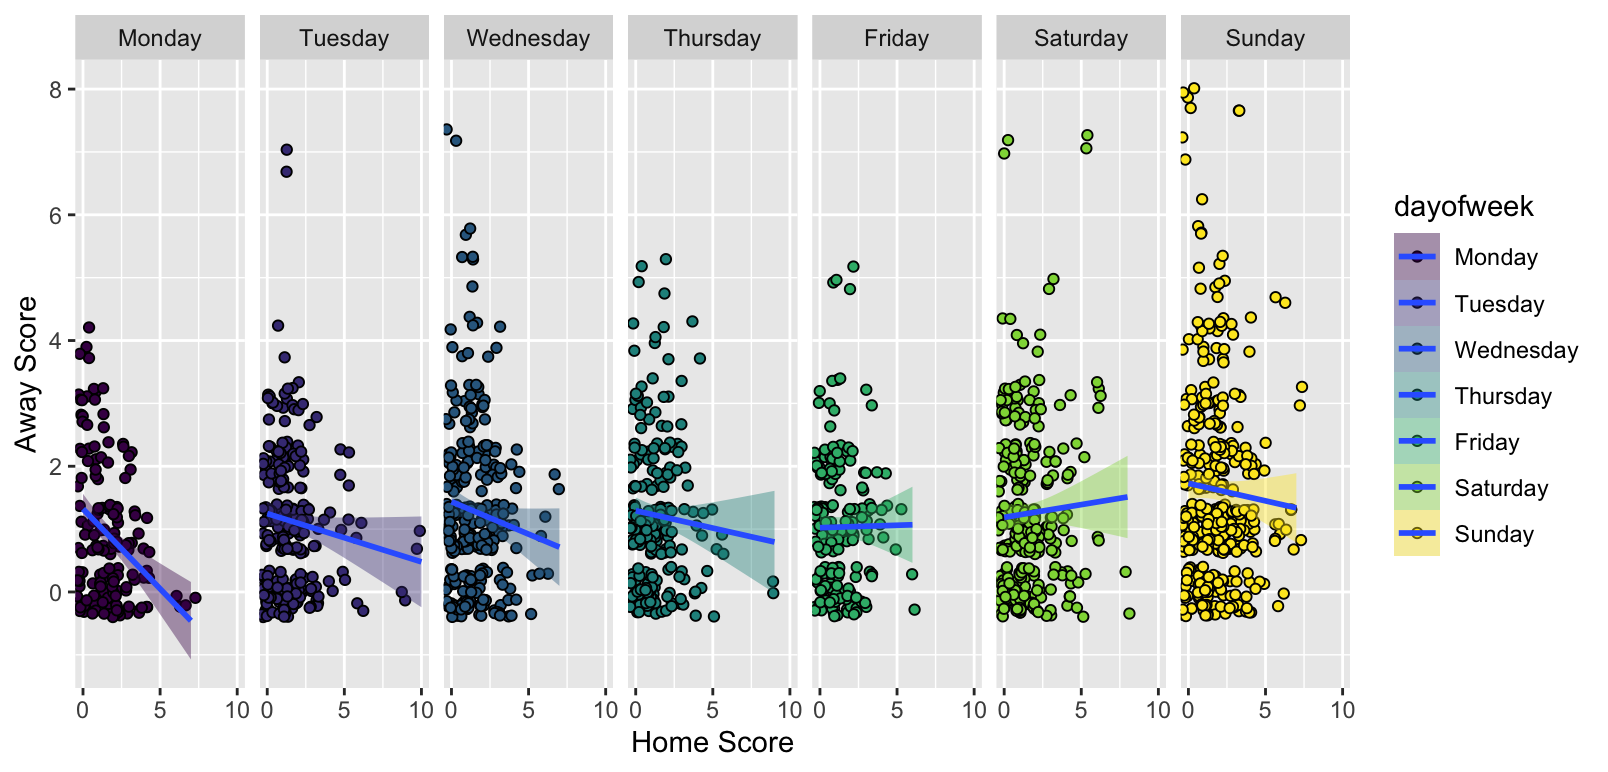 Monday Tuesday Wednesday Thursday Friday Saturday Sunday
8
6
4
2
0
Away Score
0 5 10 0 5 10 0 5 10 0 5 10 0 5 10 0 5 10 0 5 10
Home Score
dayofweek
Monday
Tuesday
Wednesday
Thursday
Friday
Saturday
Sunday